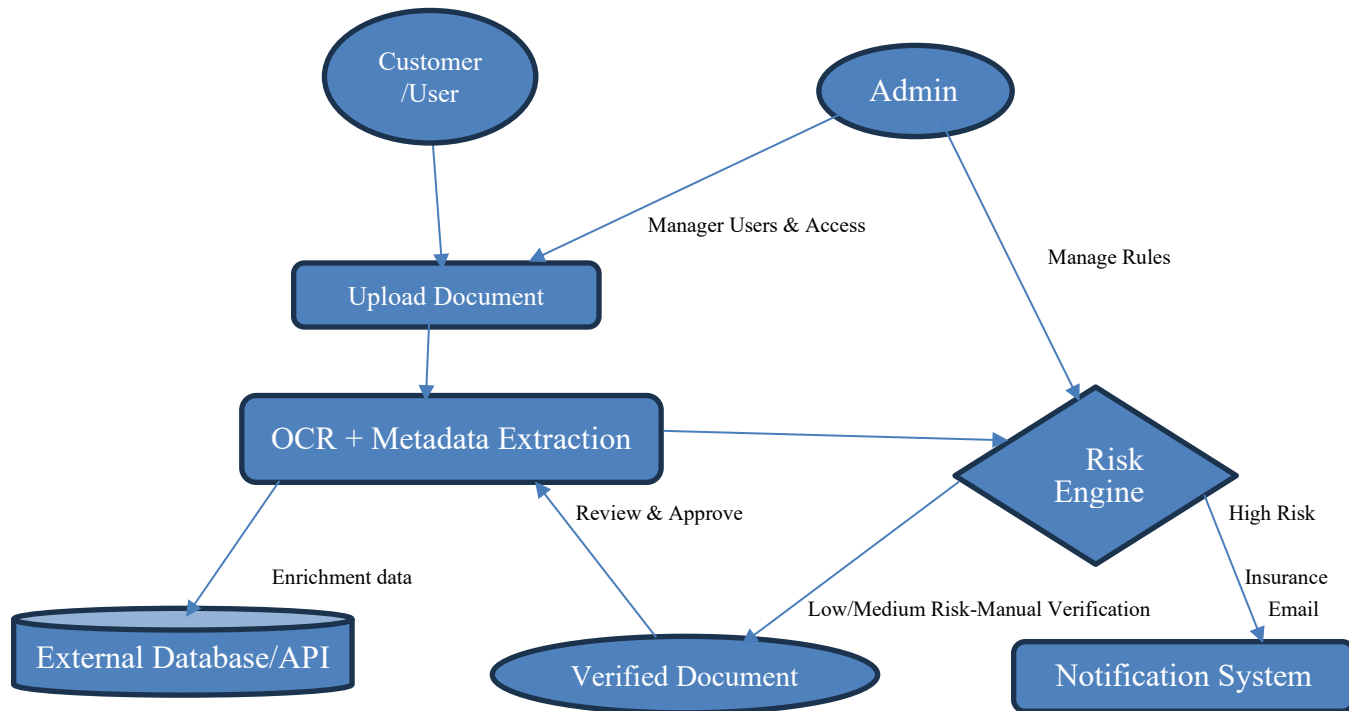 Customer
/User
Admin
Manager Users & Access
Manage Rules
Upload Document
OCR + Metadata Extraction
Risk
Engine
Review & Approve
High Risk
Enrichment data
Insurance
Email
Low/Medium Risk-Manual Verification
External Database/API
Verified Document
Notification System